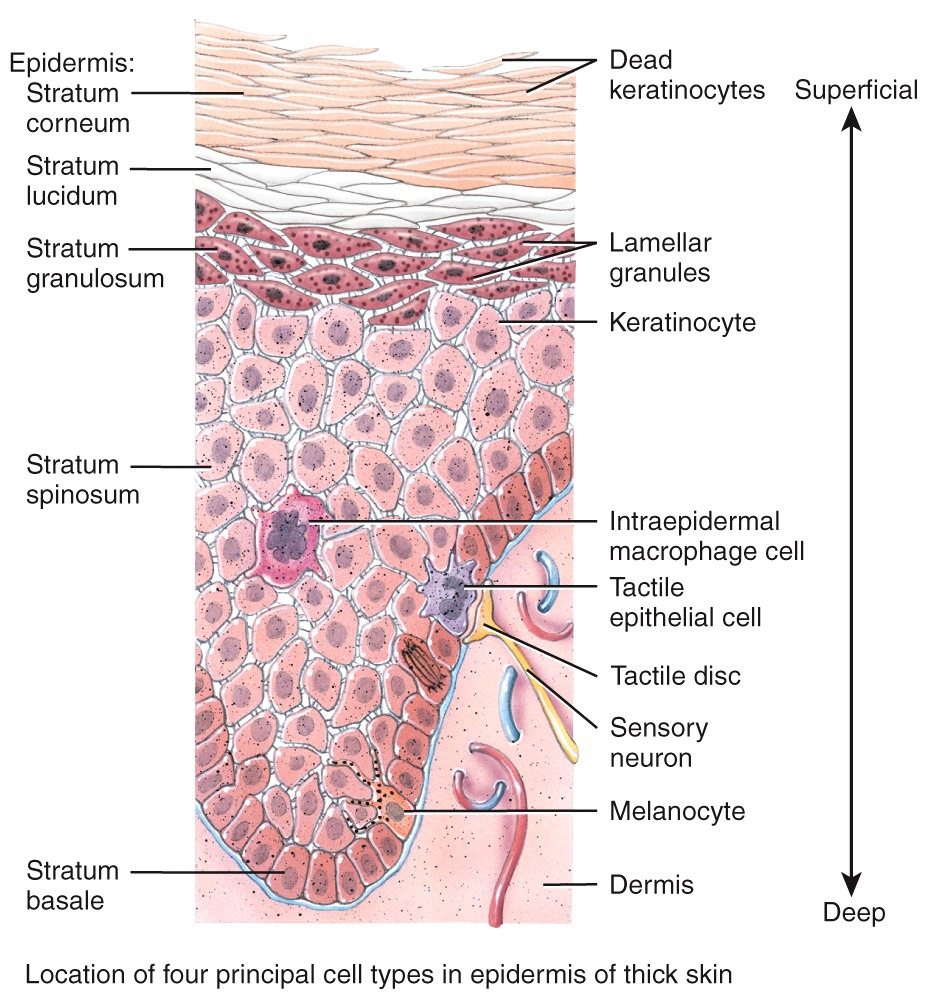 Epidermis:
Stratum
corneum
Stratum
lucidum
Stratum
granulosum
Stratum
spinosum
Stratum
basale
Dead
keratinocytes
Lamellar
granules
Keratinocyte
Intraepidermal
macrophage cell
Tactile
epithelial cell
Tactile disc
Sensory
neuron
Melanocyte
Dermis
Superficial
Deep
Location of four principal cell types in epidermis of thick skin